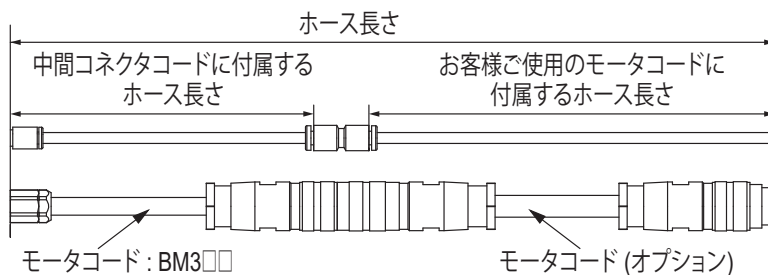 ホース長さ
中間コネクタコードに付属する
ホース長さ
お客様ご使用のモータコードに
付属するホース長さ
モータコード : BM3□□
モータコード (オプション)